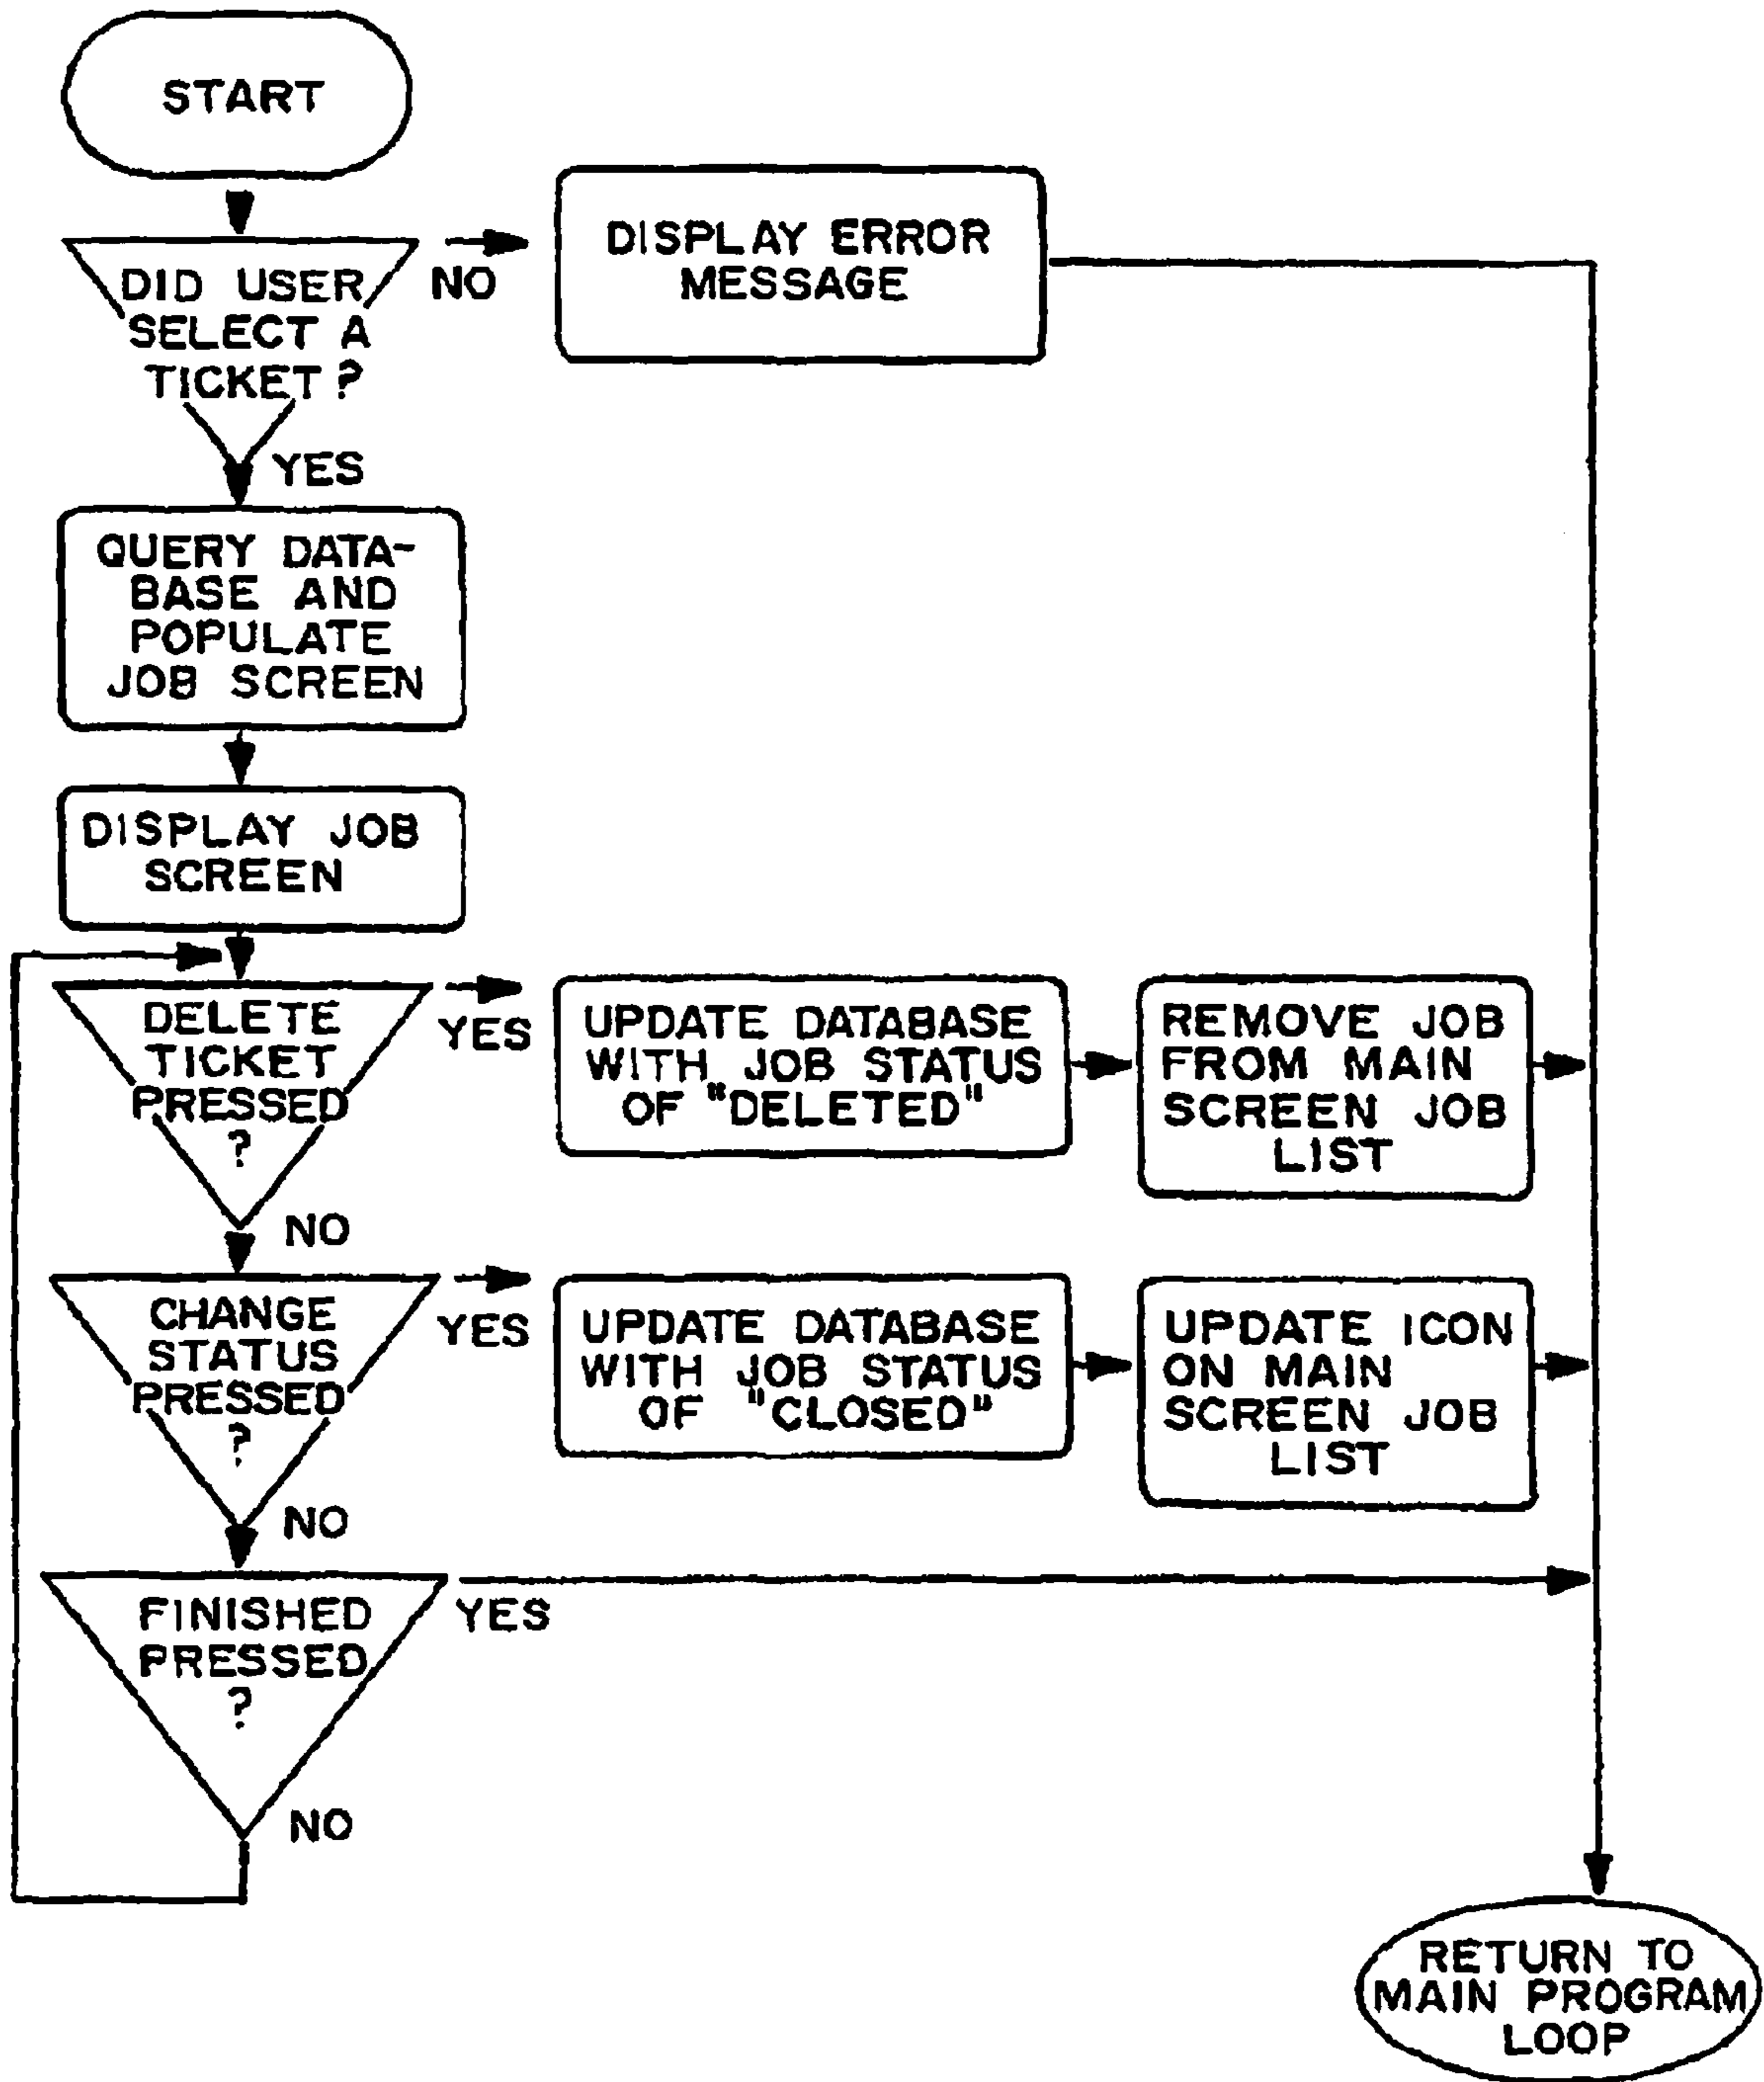 START
DID USER
SELECT A
TICKET?
NO
DISPLAY ERROR
MESSAGE
YES
QUERY DATA-
BASE AND
POPULATE
JOB SCREEN
DISPLAY JOB
SCREEN
DELETE
TICKET
PRESSED
?
YES
UPDATE DATABASE
WITH JOB STATUS
OF "DELETED"
REMOVE JOB
FROM MAIN
SCREEN JOB
LIST
NO
CHANGE
STATUS
PRESSED
?
YES
UPDATE DATABASE
WITH JOB STATUS
OF "CLOSED"
UPDATE ICON
ON MAIN
SCREEN JOB
LIST
NO
FINISHED
PRESSED
?
YES
NO
RETURN TO
MAIN PROGRAM
LOOP